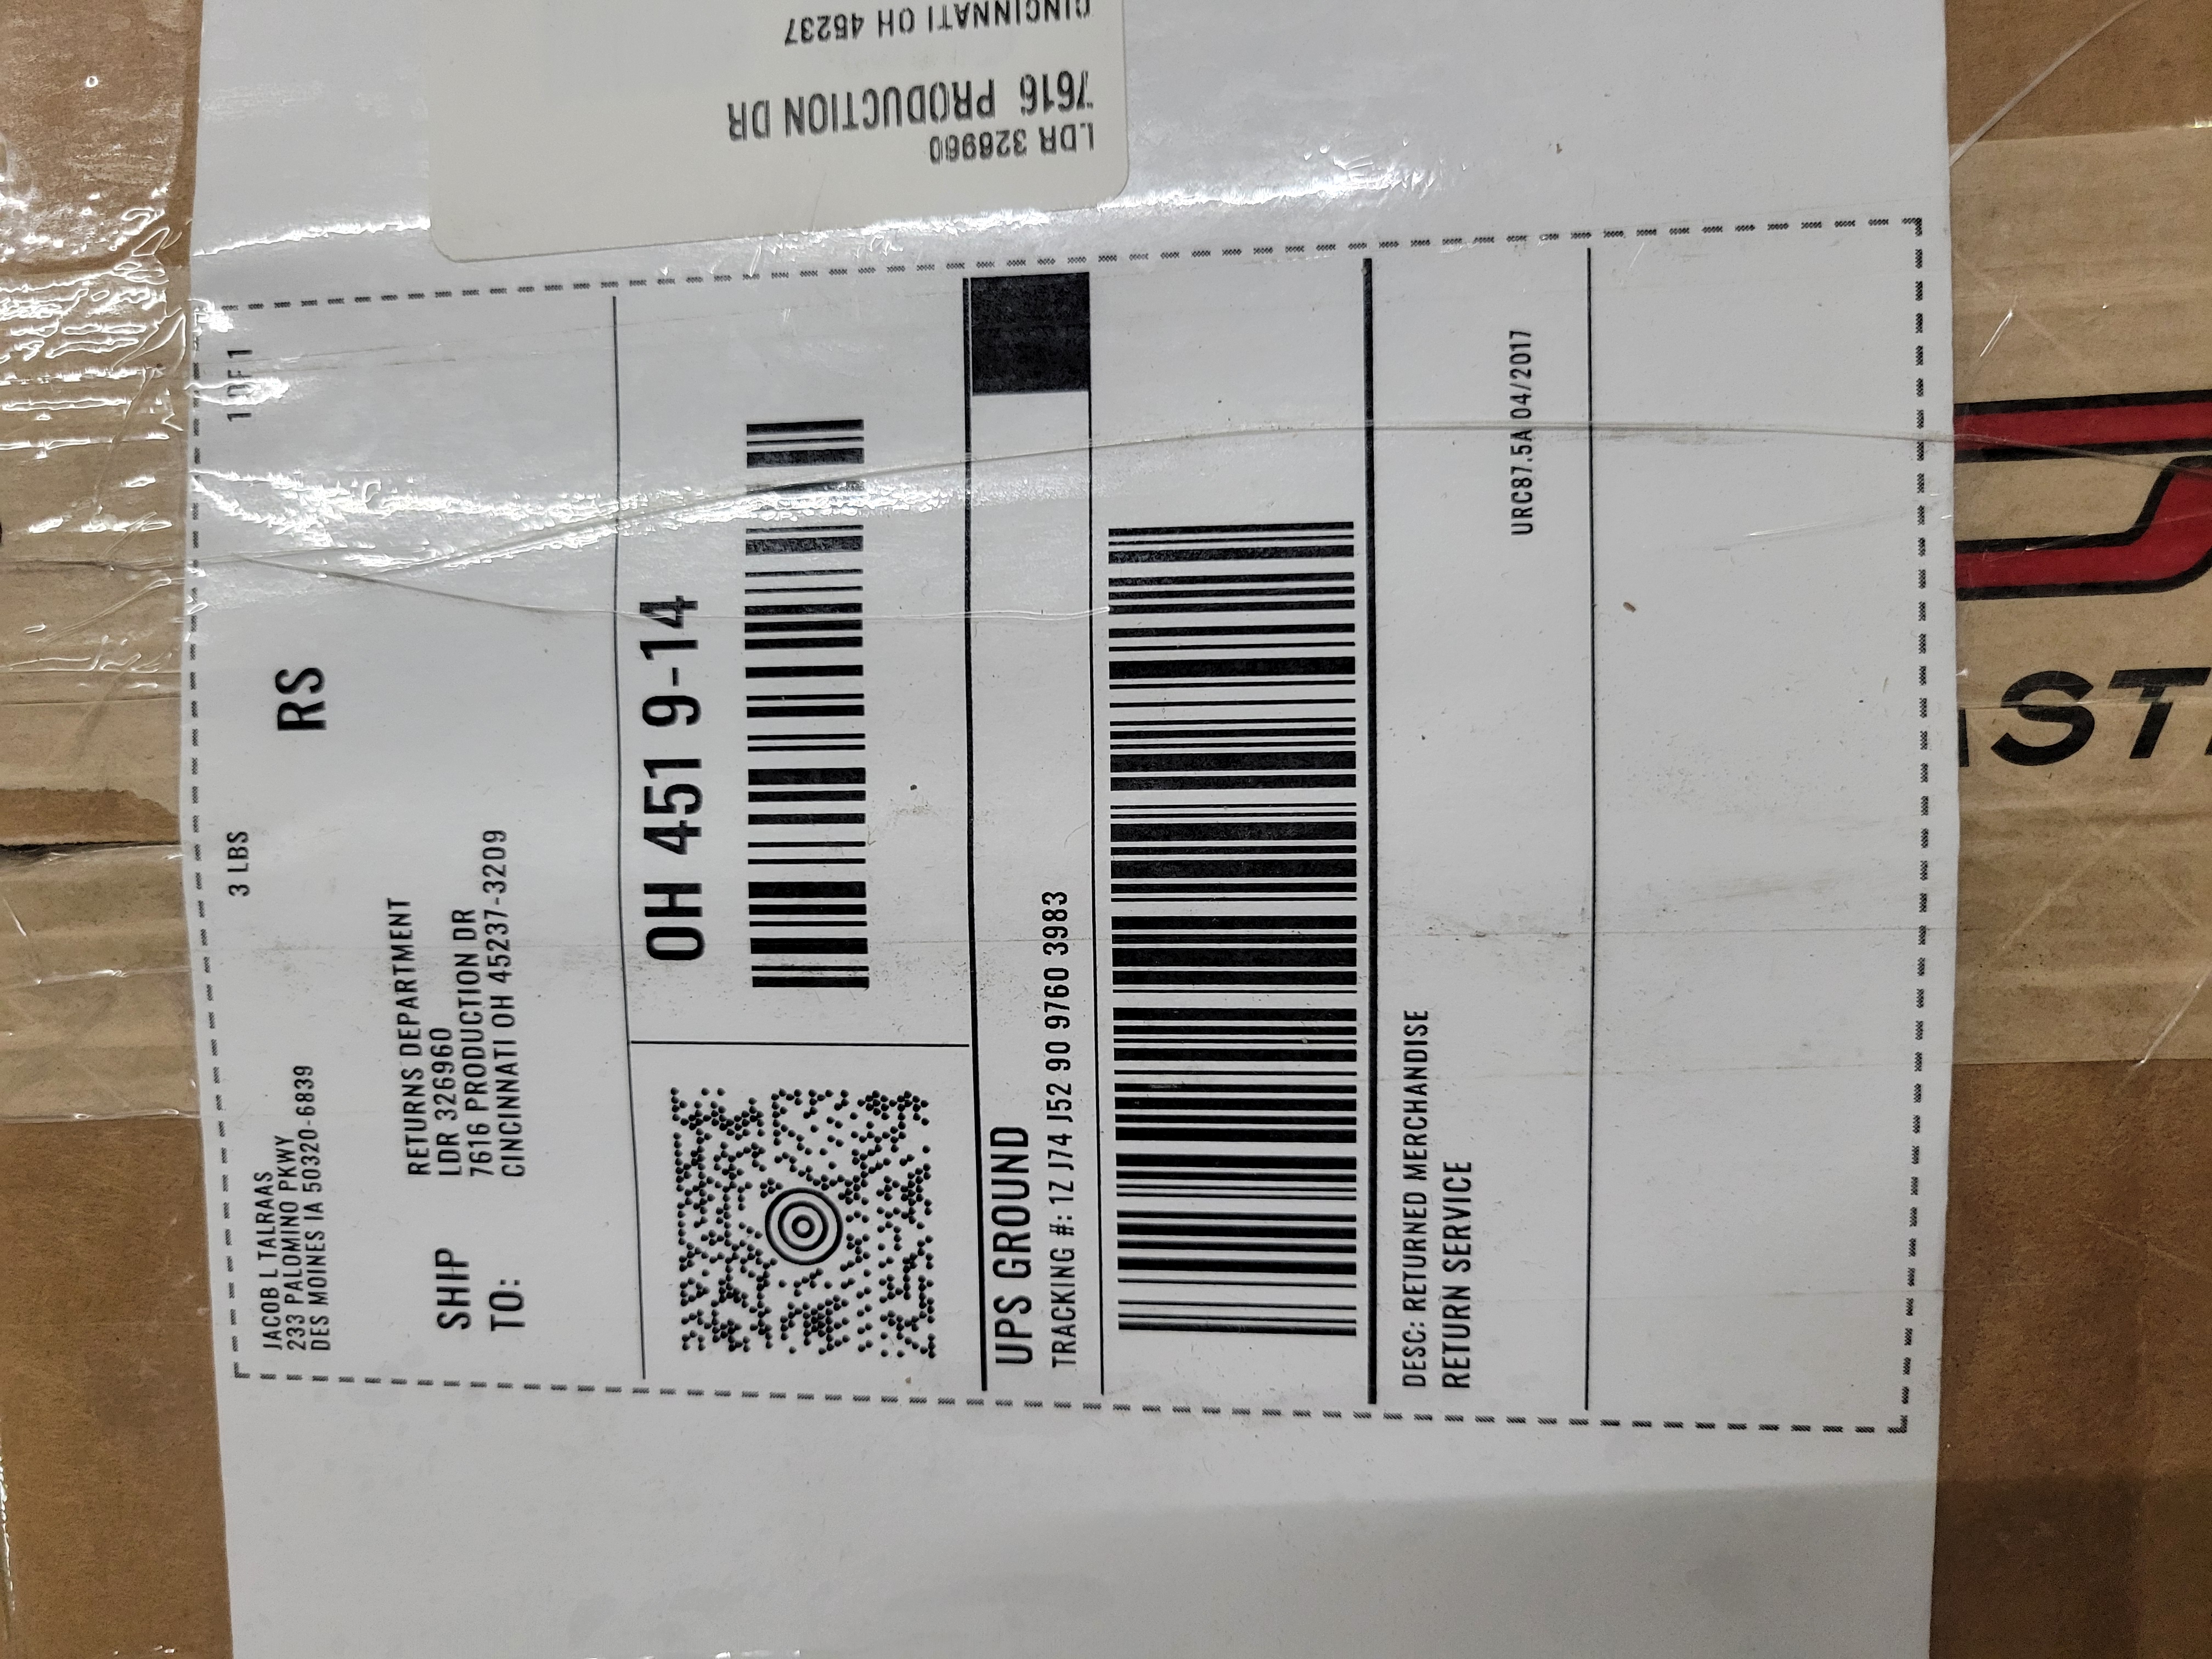 JACOB L TALRAAS
233 PALOMINO PKWY
DES MOINES IA 50320-6839
3 LBS
1 OF 1
RS
SHIP
TO:
RETURNS DEPARTMENT
LDR 326960
7616 PRODUCTION DR
CINCINNATI OH 45237-3209
OH 451 9-14
UPS GROUND
TRACKING #: 1Z J74 J52 90 9760 3983
DESC: RETURNED MERCHANDISE
RETURN SERVICE
URC87.5A 04/2017
LDR 326960
7616 PRODUCTION DR
CINCINNATI OH 45237